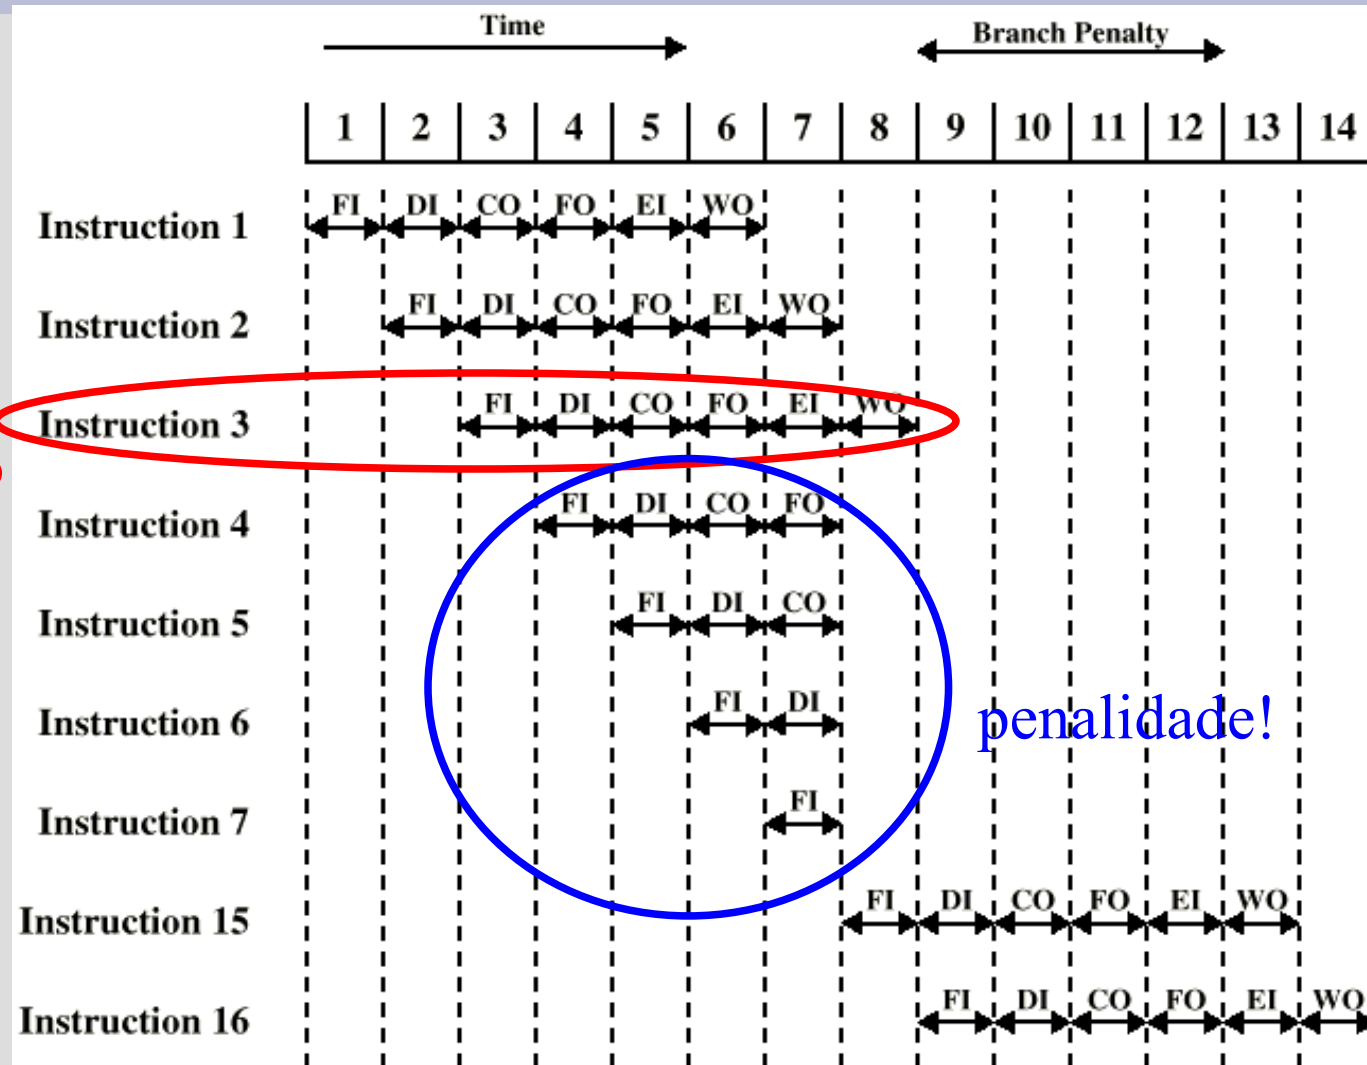 Time Branch Penalty
1 2 3 4 5 6 7 8 9 10 11 12 13 14
Instruction 1 FI DI CO FO EI WO
Instruction 2 FI DI CO FO EI WO
Instruction 3 FI DI CO FO EI WO
Instruction 4 FI DI CO FO
Instruction 5 FI DI CO
Instruction 6 FI DI
penalidade!
Instruction 7 FI
Instruction 15 FI DI CO FO EI WO
Instruction 16 FI DI CO FO EI WO